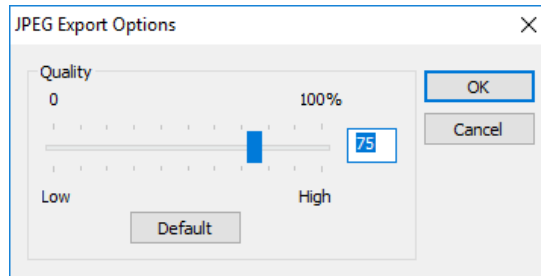 JPEG Export Options
Quality
0 100%
75
Low High
Default
OK
Cancel